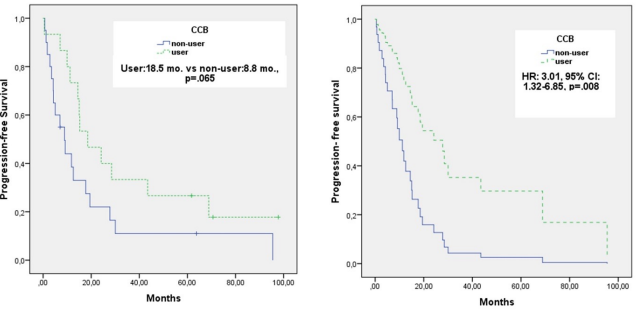 CCB
non-user
user
User:18.5 mo. vs non-user:8.8 mo.,
p=.065
Progression-free Survival
1,0
0,8
0,6
0,4
0,2
0,0
,00
20,00
40,00
60,00
80,00
100,00
Months
CCB
non-user
user
HR: 3.01, 95% CI:
1.32-6.85, p=.008
Progression- free survival
1,0
0,8
0,6
0,4
0,2
0,0
,00
20,00
40,00
60,00
80,00
100,00
Months